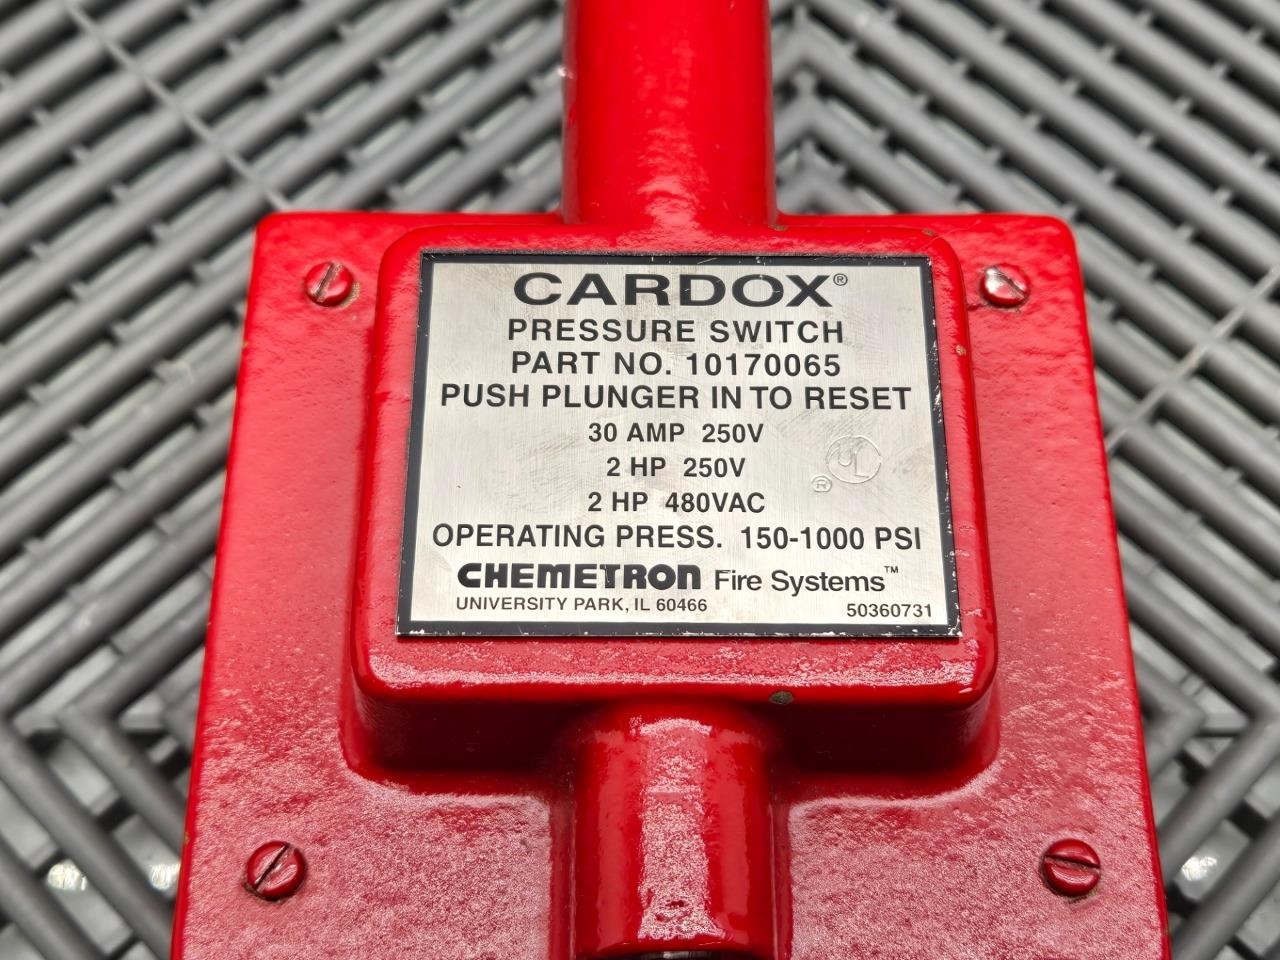 CARDOX®
PRESSURE SWITCH
PART NO. 10170065
PUSH PLUNGER IN TO RESET
30 AMP 250V
2 HP 250V
UL ®
2 HP 480VAC
OPERATING PRESS. 150-1000 PSI
CHEMETRON Fire Systems™
UNIVERSITY PARK, IL 60466 50360731